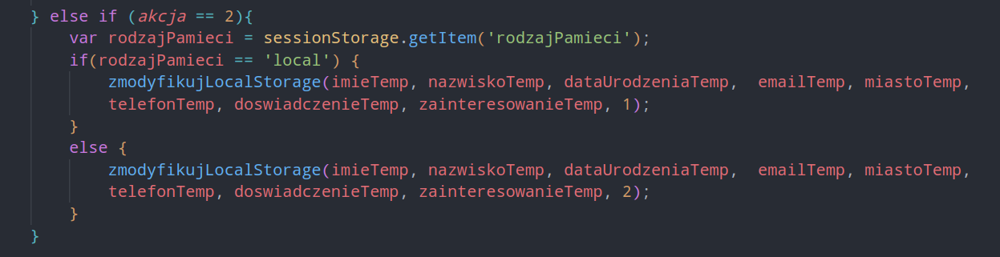 } else if (akcja == 2){
var rodzajPamieci = sessionStorage.getItem('rodzajPamieci');
if(rodzajPamieci == 'local') {
zmodyfikujLocalStorage(imieTemp, nazwiskoTemp, dataUrodzeniaTemp,  emailTemp, miastoTemp,
telefonTemp, doswiadczenieTemp, zainteresowanieTemp, 1);
}
else {
zmodyfikujLocalStorage(imieTemp, nazwiskoTemp, dataUrodzeniaTemp,  emailTemp, miastoTemp,
telefonTemp, doswiadczenieTemp, zainteresowanieTemp, 2);
}
}